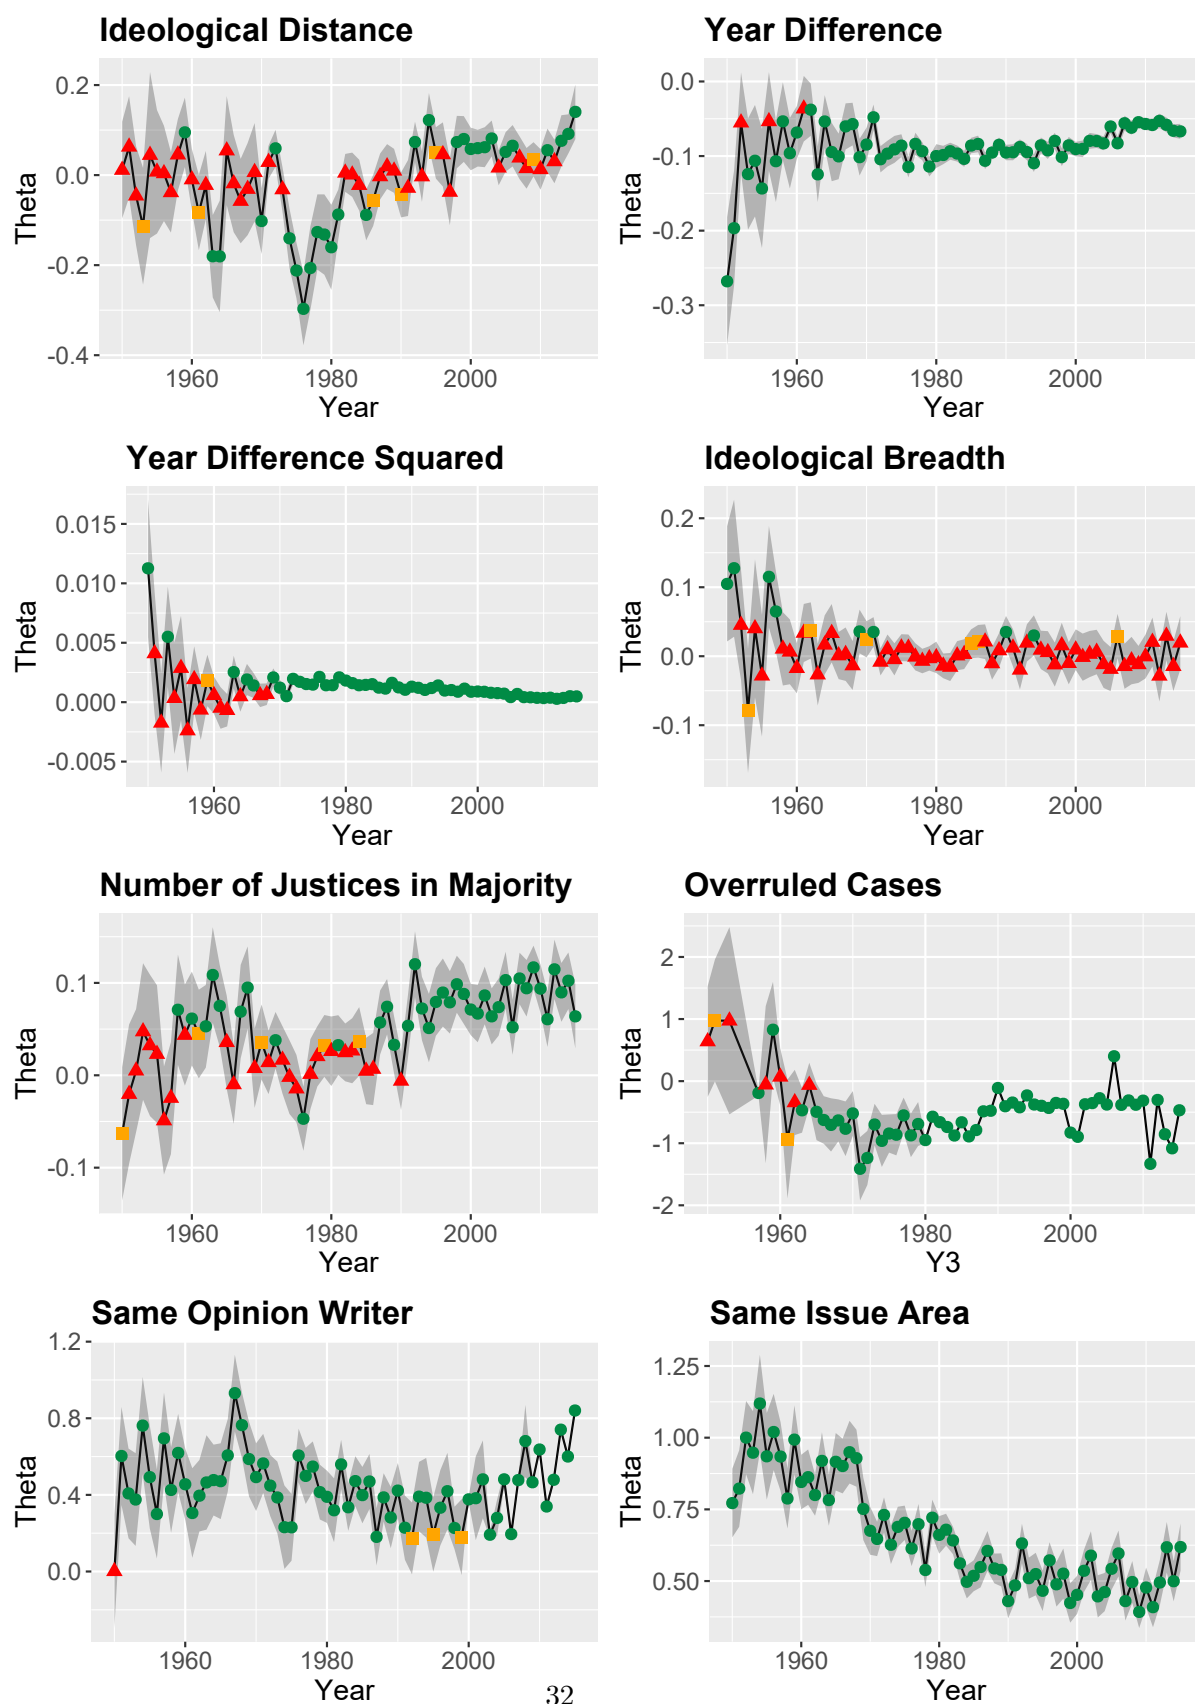 Ideological Distance
Year Difference
0.2
0.0
-0.2
-0.4
Theta
1960 1980 2000
Year
0.0
-0.1
-0.2
-0.3
Theta
1960 1980 2000
Year
Year Difference Squared
Ideological Breadth
0.015
0.010
0.005
0.000
-0.005
Theta
1960 1980 2000
Year
0.2
0.1
0.0
-0.1
Theta
1960 1980 2000
Year
Number of Justices in Majority
Overruled Cases
0.1
0.0
-0.1
Theta
1960 1980 2000
Year
2
1
0
-1
-2
Theta
1960 1980 2000
Y3
Same Opinion Writer
Same Issue Area
1.2
0.8
0.4
0.0
Theta
1960 1980 2000
Year
1.25
1.00
0.75
0.50
Theta
1960 1980 2000
Year
32